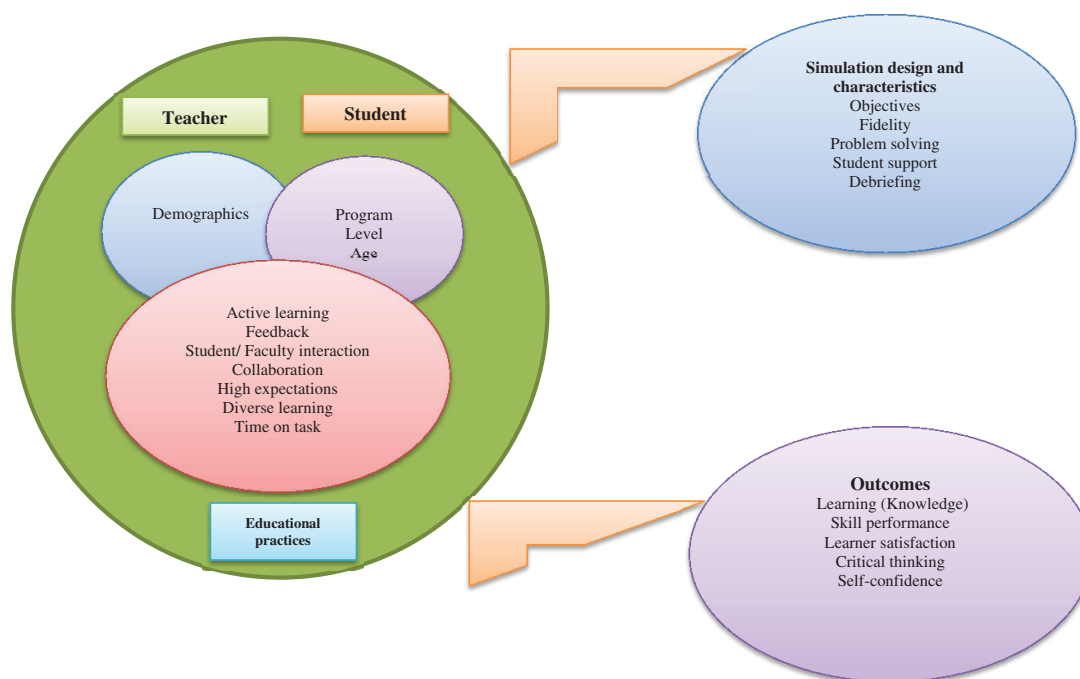 Teacher
Student
Demographics
Program
Level
Age
Active learning
Feedback
Student/ Faculty interaction
Collaboration
High expectations
Diverse learning
Time on task
Educational
practices
Simulation design and
characteristics
Objectives
Fidelity
Problem solving
Student support
Debriefing
Outcomes
Learning (Knowledge)
Skill performance
Learner satisfaction
Critical thinking
Self-confidence